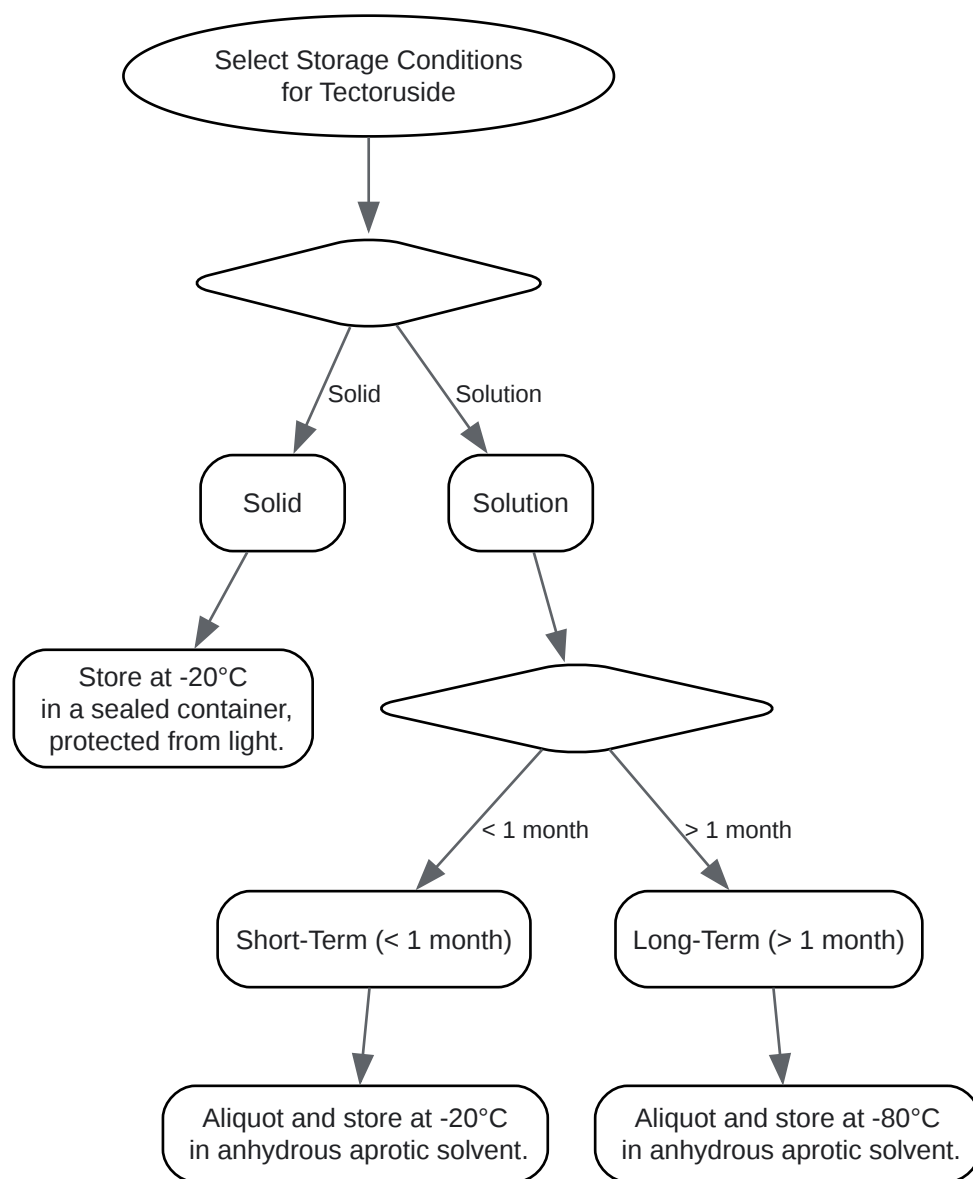 Select Storage Conditions
for Tectoruside
Solid
Solution
Solid
Solution
Store at -20°C
in a sealed container,
protected from light.
< 1 month
> 1 month
Short-Term (< 1 month)
Long-Term (> 1 month)
Aliquot and store at -20°C
in anhydrous aprotic solvent.
Aliquot and store at -80°C
in anhydrous aprotic solvent.